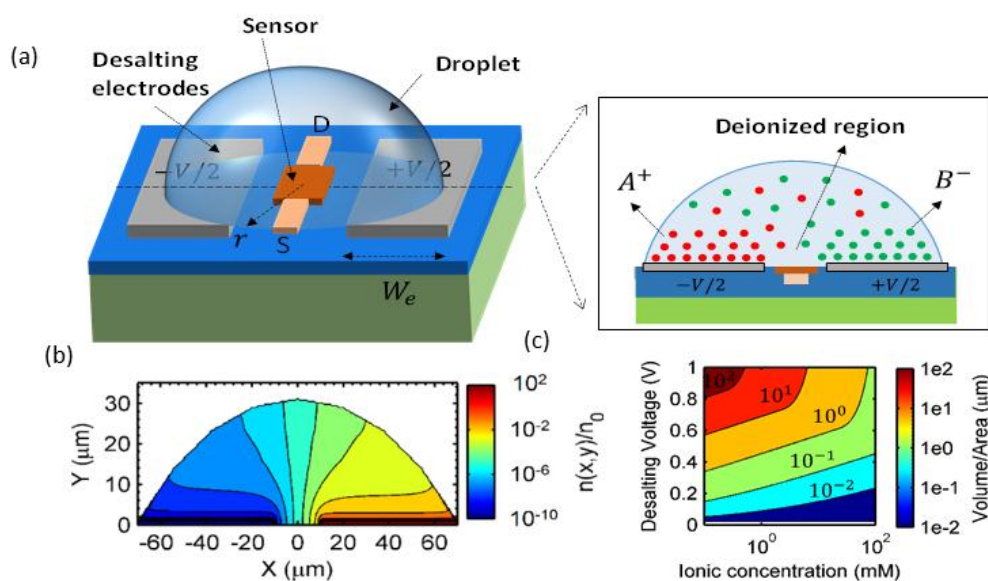 (a)
Sensor
Desalting
electrodes
Droplet
D
−V/2
+V/2
r
S
W_e
Deionized region
A⁺
B⁻
−V/2
+V/2
(b)
30
20
10
0
Y (μm)
-60 -40 -20 0 20 40 60
X (μm)
10²
10⁻²
10⁻⁶
10⁻¹⁰
n(x,y)/n₀
(c)
Desalting Voltage (V)
1
0.8
0.6
0.4
0.2
0
10²
10¹
10⁰
10⁻¹
10⁻²
10⁰ 10²
Ionic concentration (mM)
1e2
1e1
1e0
1e-1
1e-2
Volume/Area (μm)